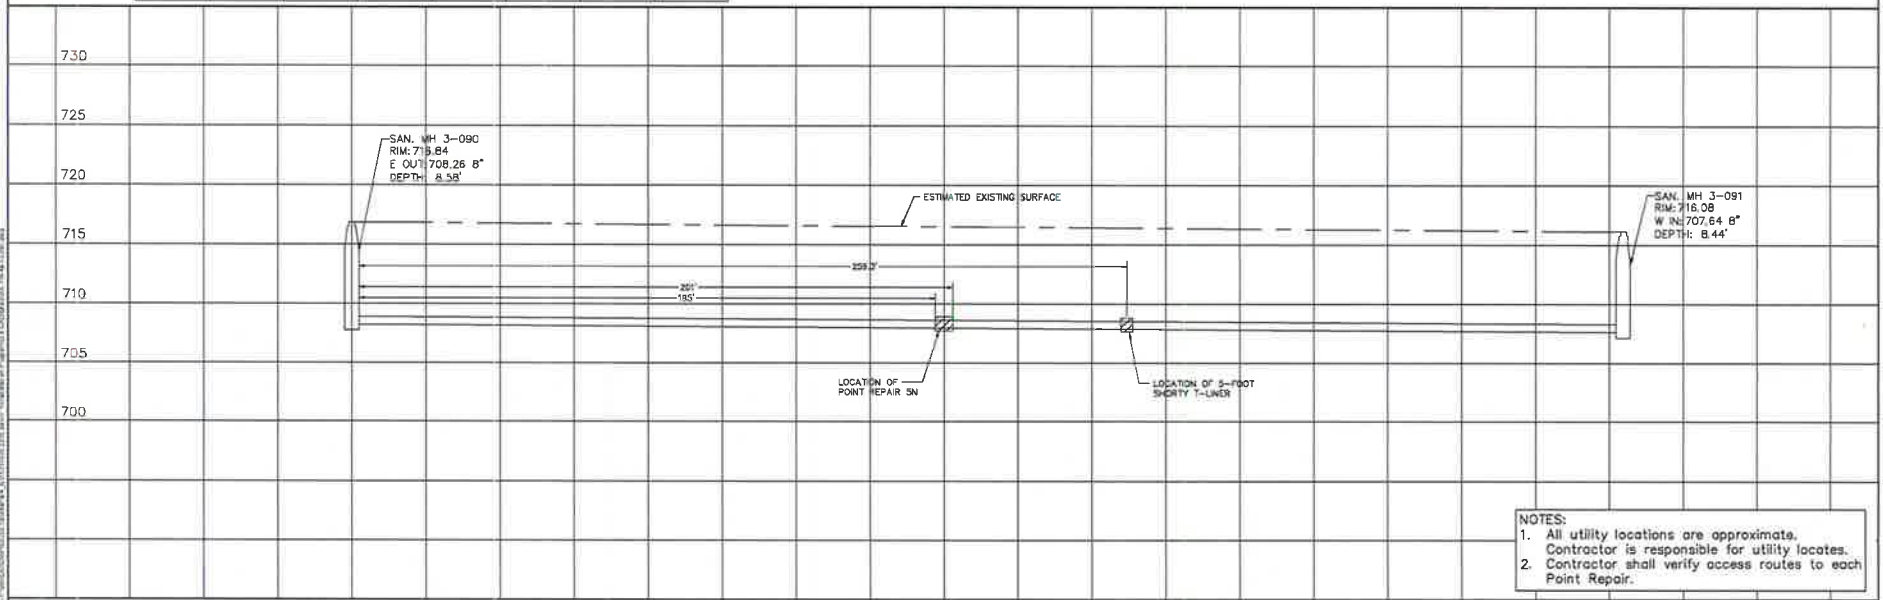 730
725
720
715
710
705
700
SAN. MH 3-090
RIM: 716.84
E OUT: 708.26 8"
DEPTH: 8.58'
ESTIMATED EXISTING SURFACE
SAN. MH 3-091
RIM: 716.08
W IN: 707.64 8"
DEPTH: 8.44'
201'
195'
LOCATION OF
POINT REPAIR 5N
LOCATION OF 5-FOOT
SHORTY T-LINER
NOTES:
1. All utility locations are approximate.
Contractor is responsible for utility locates.
2. Contractor shall verify access routes to each
Point Repair.